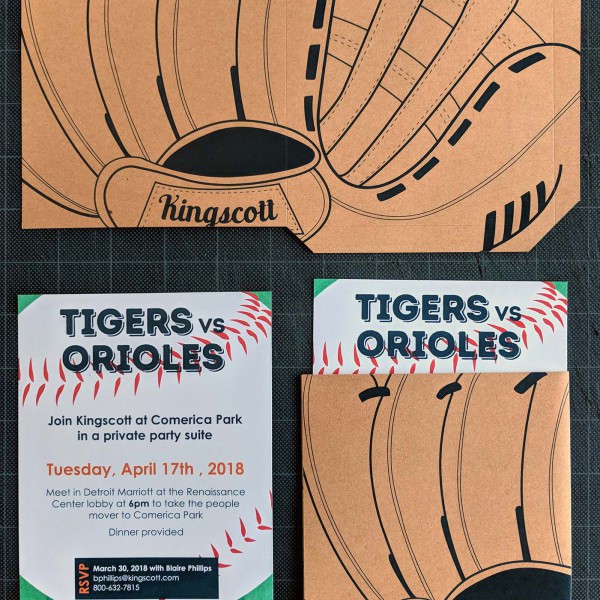 Kingscott
TIGERS VS
ORIOLES
Join Kingscott at Comerica Park
in a private party suite
Tuesday, April 17th , 2018
Meet in Detroit Marriott at the Renaissance
Center lobby at 6pm to take the people
mover to Comerica Park
Dinner provided
RSVP
March 30, 2018 with Blaire Phillips
bphillips@kingscott.com
800-632-7815
TIGERS VS
ORIOLES